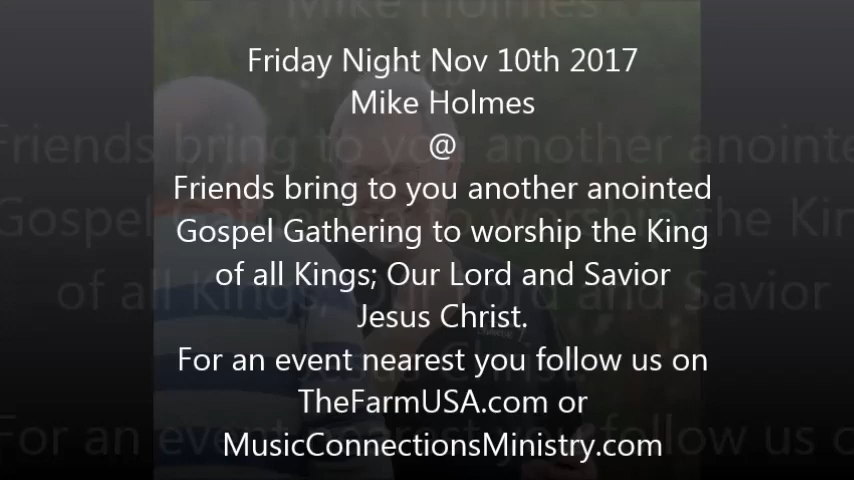 Friday Night Nov 10th 2017
Mike Holmes
@
Friends bring to you another anointed
Gospel Gathering to worship the King
of all Kings; Our Lord and Savior
Jesus Christ.
For an event nearest you follow us on
TheFarmUSA.com or
MusicConnectionsMinistry.com